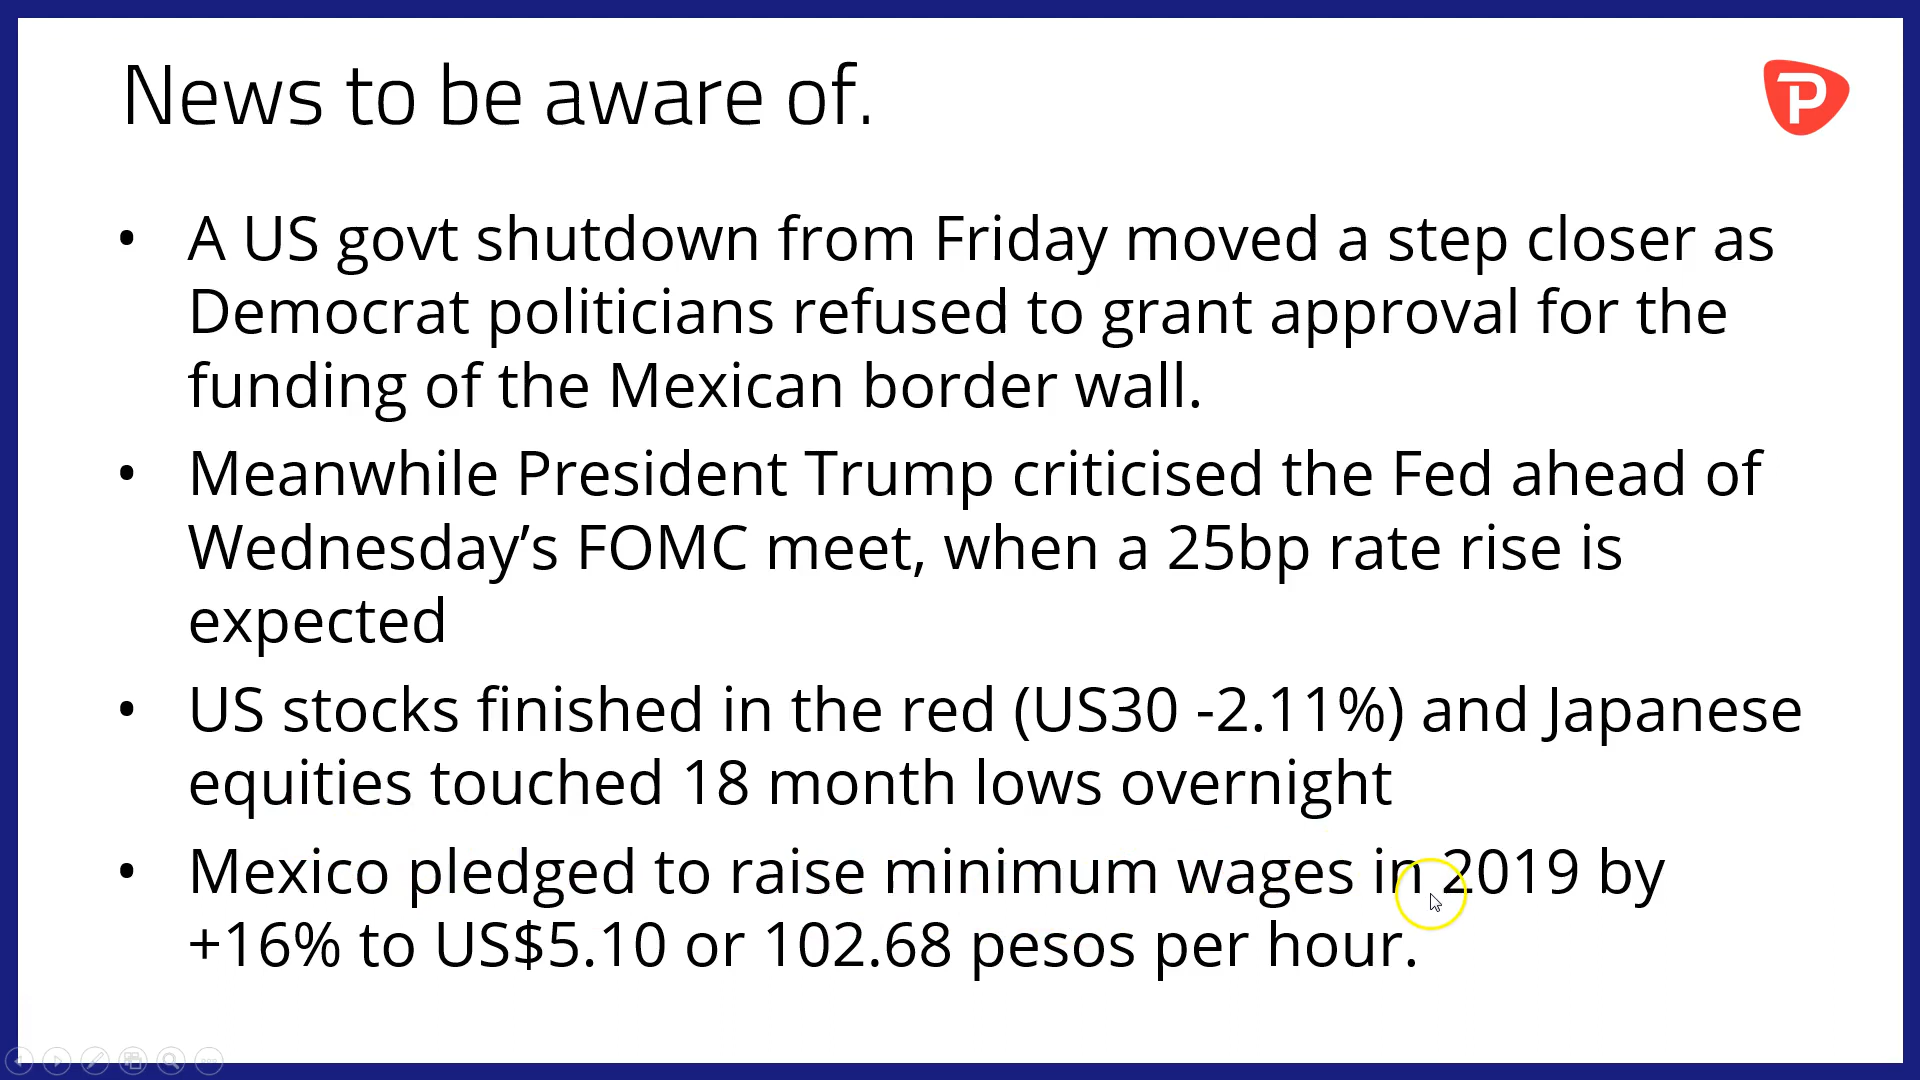 News to be aware of.
P
• A US govt shutdown from Friday moved a step closer as
Democrat politicians refused to grant approval for the
funding of the Mexican border wall.
• Meanwhile President Trump criticised the Fed ahead of
Wednesday’s FOMC meet, when a 25bp rate rise is
expected
• US stocks finished in the red (US30 -2.11%) and Japanese
equities touched 18 month lows overnight
• Mexico pledged to raise minimum wages in 2019 by
+16% to US$5.10 or 102.68 pesos per hour.